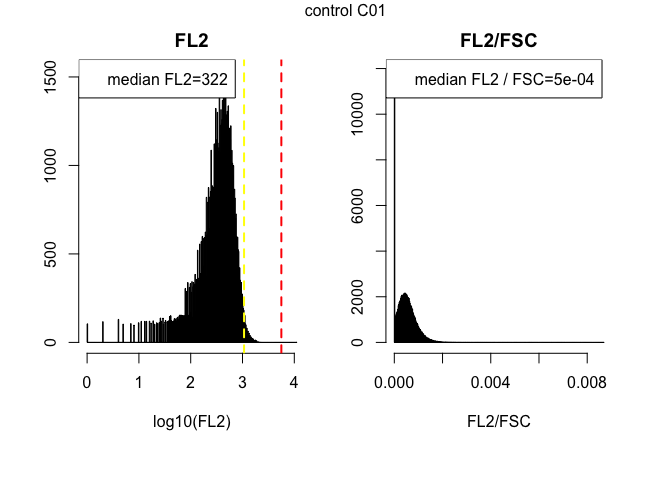 control C01
FL2
median FL2=322
1500
1000
500
0
0 1 2 3 4
log10(FL2)
FL2/FSC
median FL2 / FSC=5e-04
10000
6000
2000
0
0.000 0.004 0.008
FL2/FSC